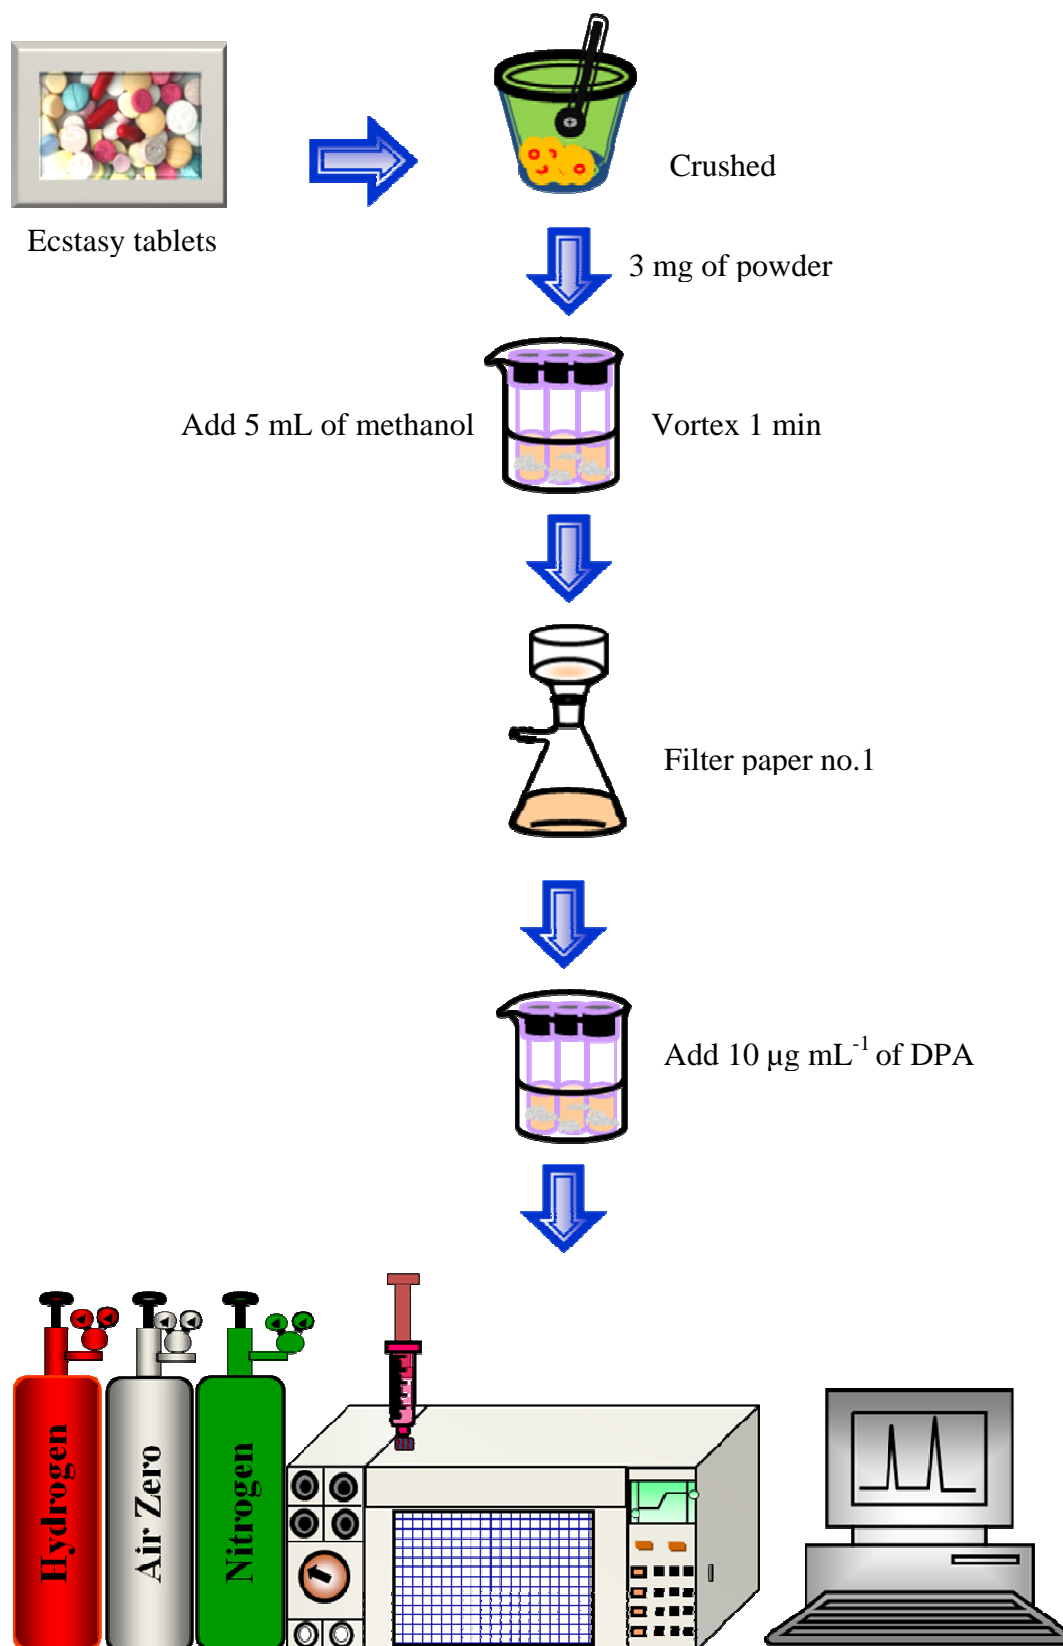 Crushed
Ecstasy tablets
3 mg of powder
Add 5 mL of methanol
Vortex 1 min
Filter paper no.1
Add 10 µg mL⁻¹ of DPA
Hydrogen
Air Zero
Nitrogen